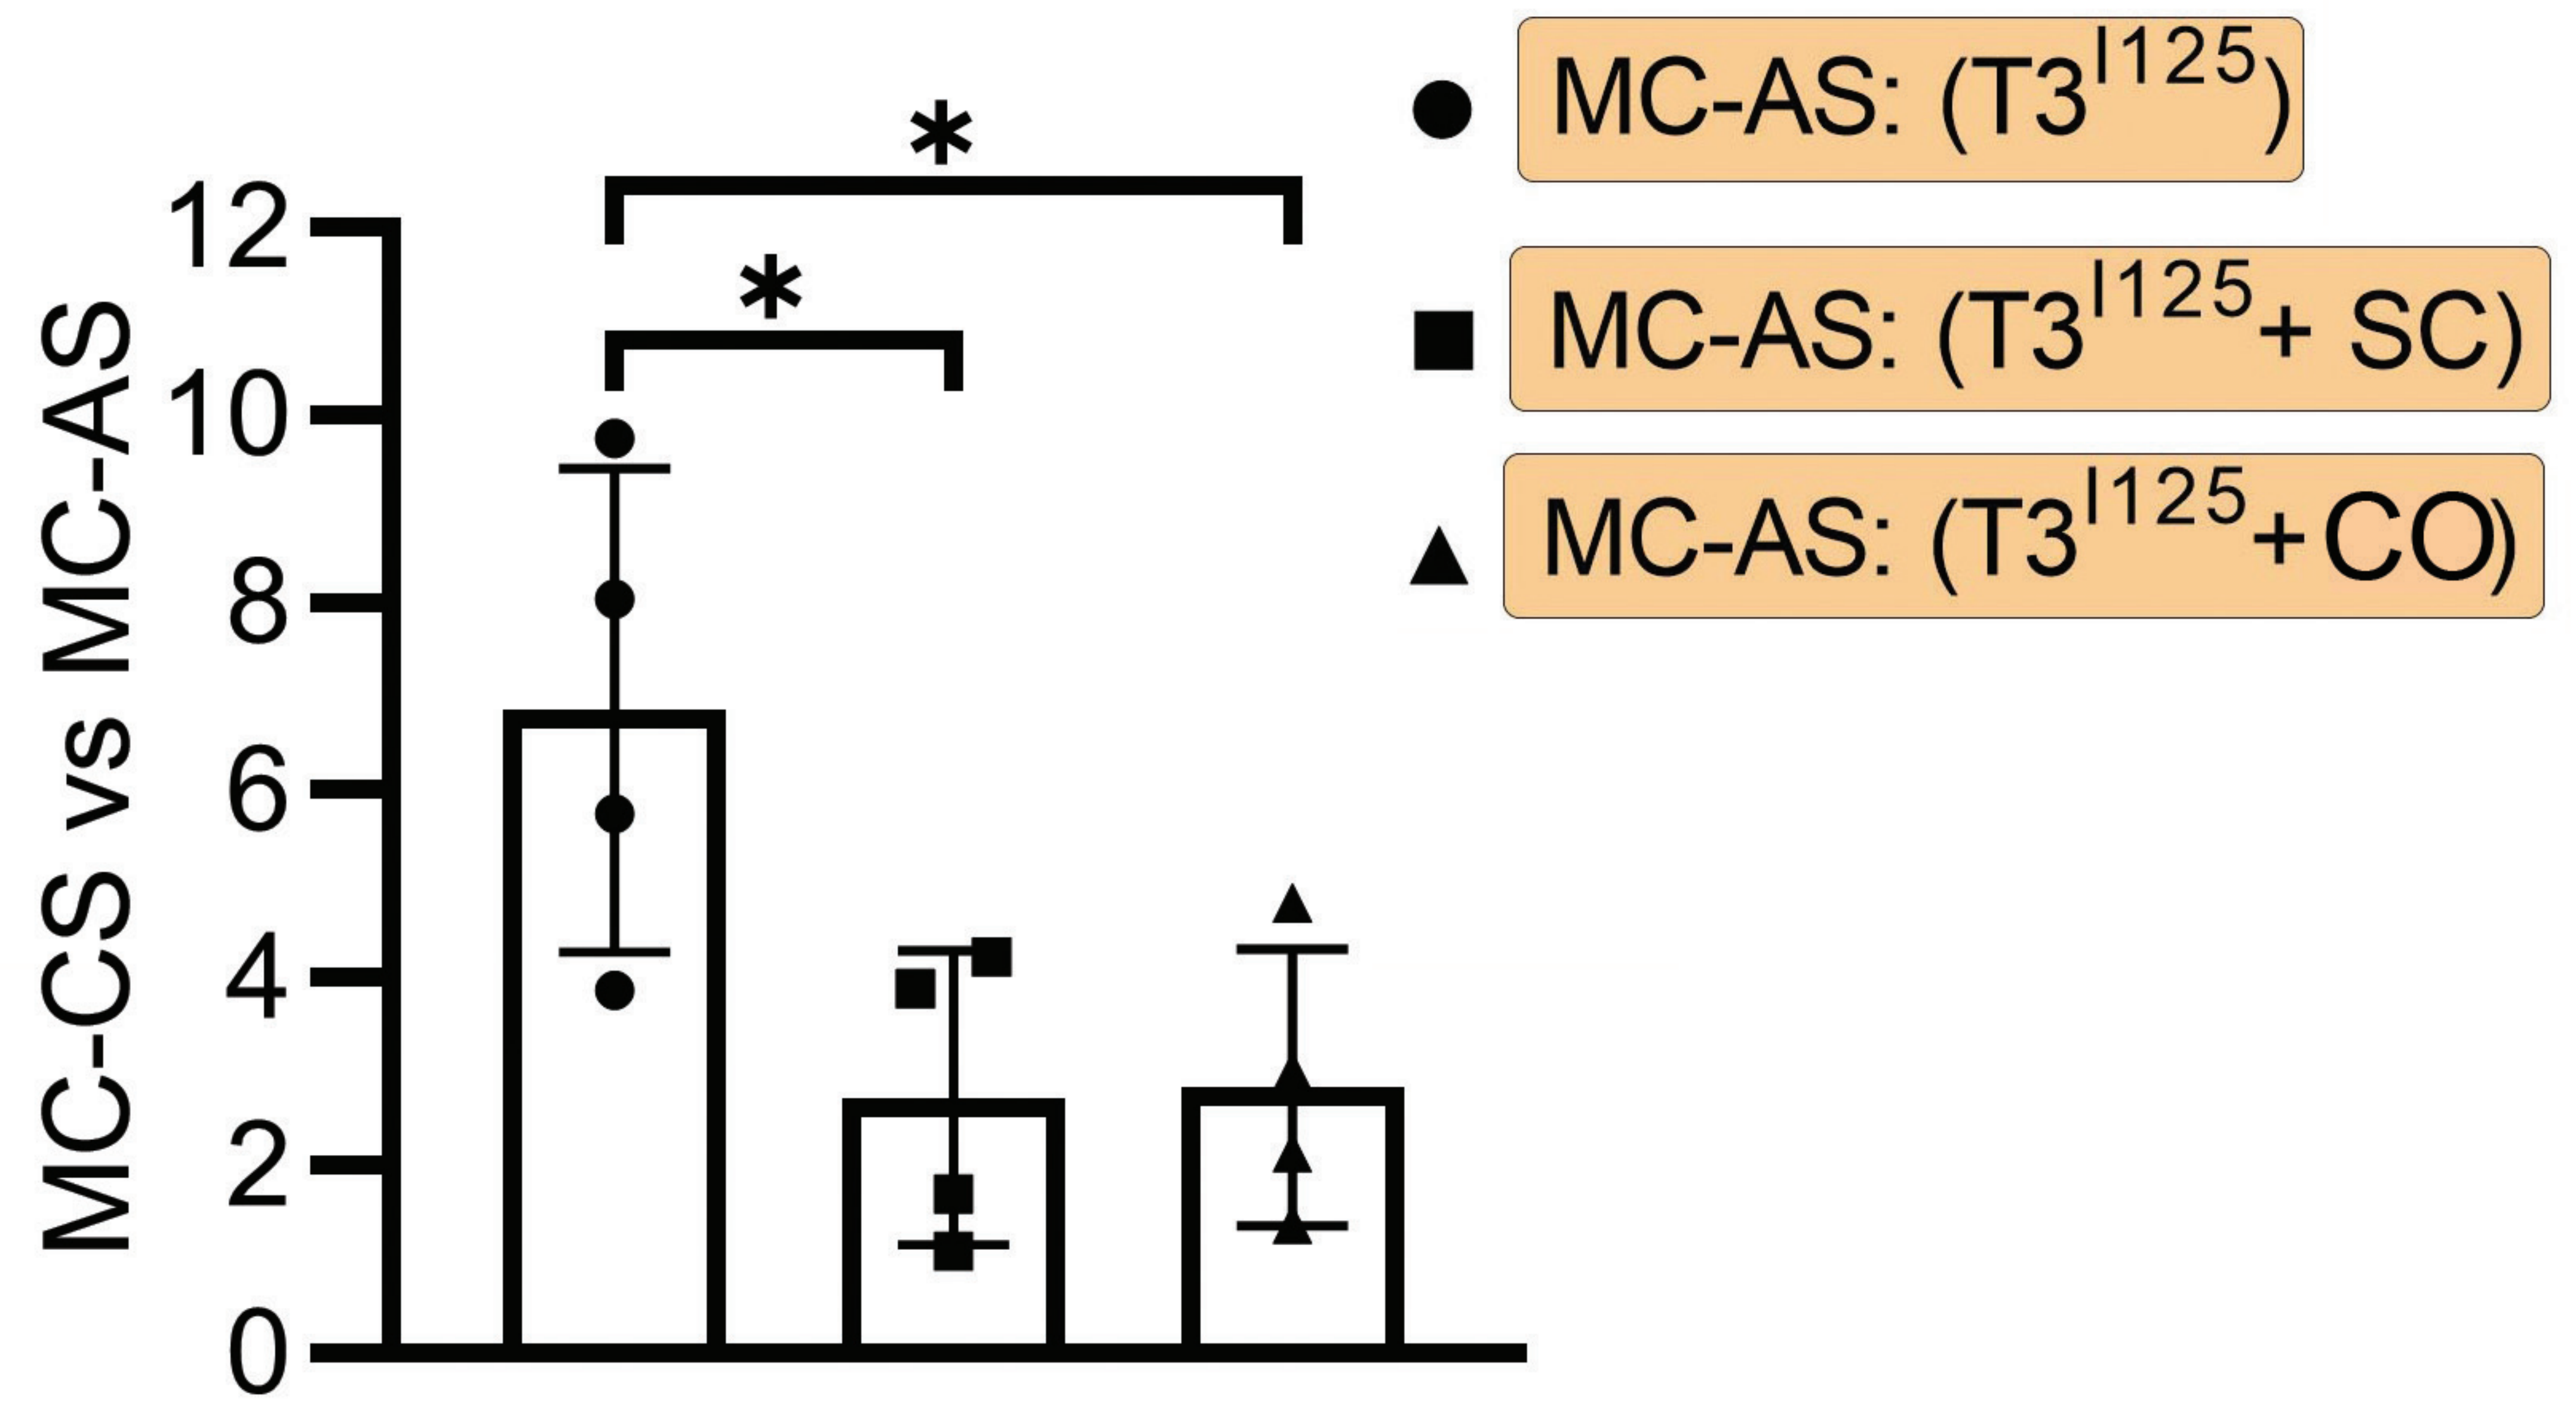 MC-AS: (T3^I125)
MC-AS: (T3^I125+ SC)
MC-AS: (T3^I125+CO)
*
*
MC-CS vs MC-AS
12
10
8
6
4
2
0